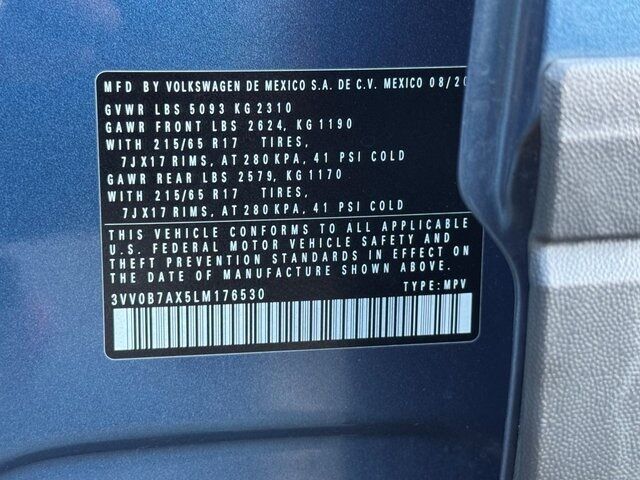 MFD BY VOLKSWAGEN DE MEXICO S.A. DE C.V. MEXICO 08/20
GVWR LBS 5093 KG 2310
GAWR FRONT LBS 2624, KG 1190
WITH 215/65 R17 TIRES,
7JX17 RIMS, AT 280 KPA, 41 PSI COLD
GAWR REAR LBS 2579, KG 1170
WITH 215/65 R17 TIRES,
7JX17 RIMS, AT 280 KPA, 41 PSI COLD
THIS VEHICLE CONFORMS TO ALL APPLICABLE
U.S. FEDERAL MOTOR VEHICLE SAFETY AND
THEFT PREVENTION STANDARDS IN EFFECT ON
THE DATE OF MANUFACTURE SHOWN ABOVE.
3VV0B7AX5LM176530 TYPE: MPV